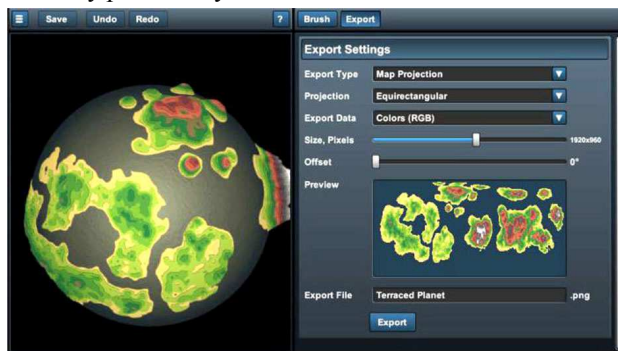 Save Undo Redo ? Brush Export
Export Settings
Export Type Map Projection
Projection Equirectangular
Export Data Colors (RGB)
Size, Pixels 1920x960
Offset 0°
Preview
Export File Terraced Planet .png
Export